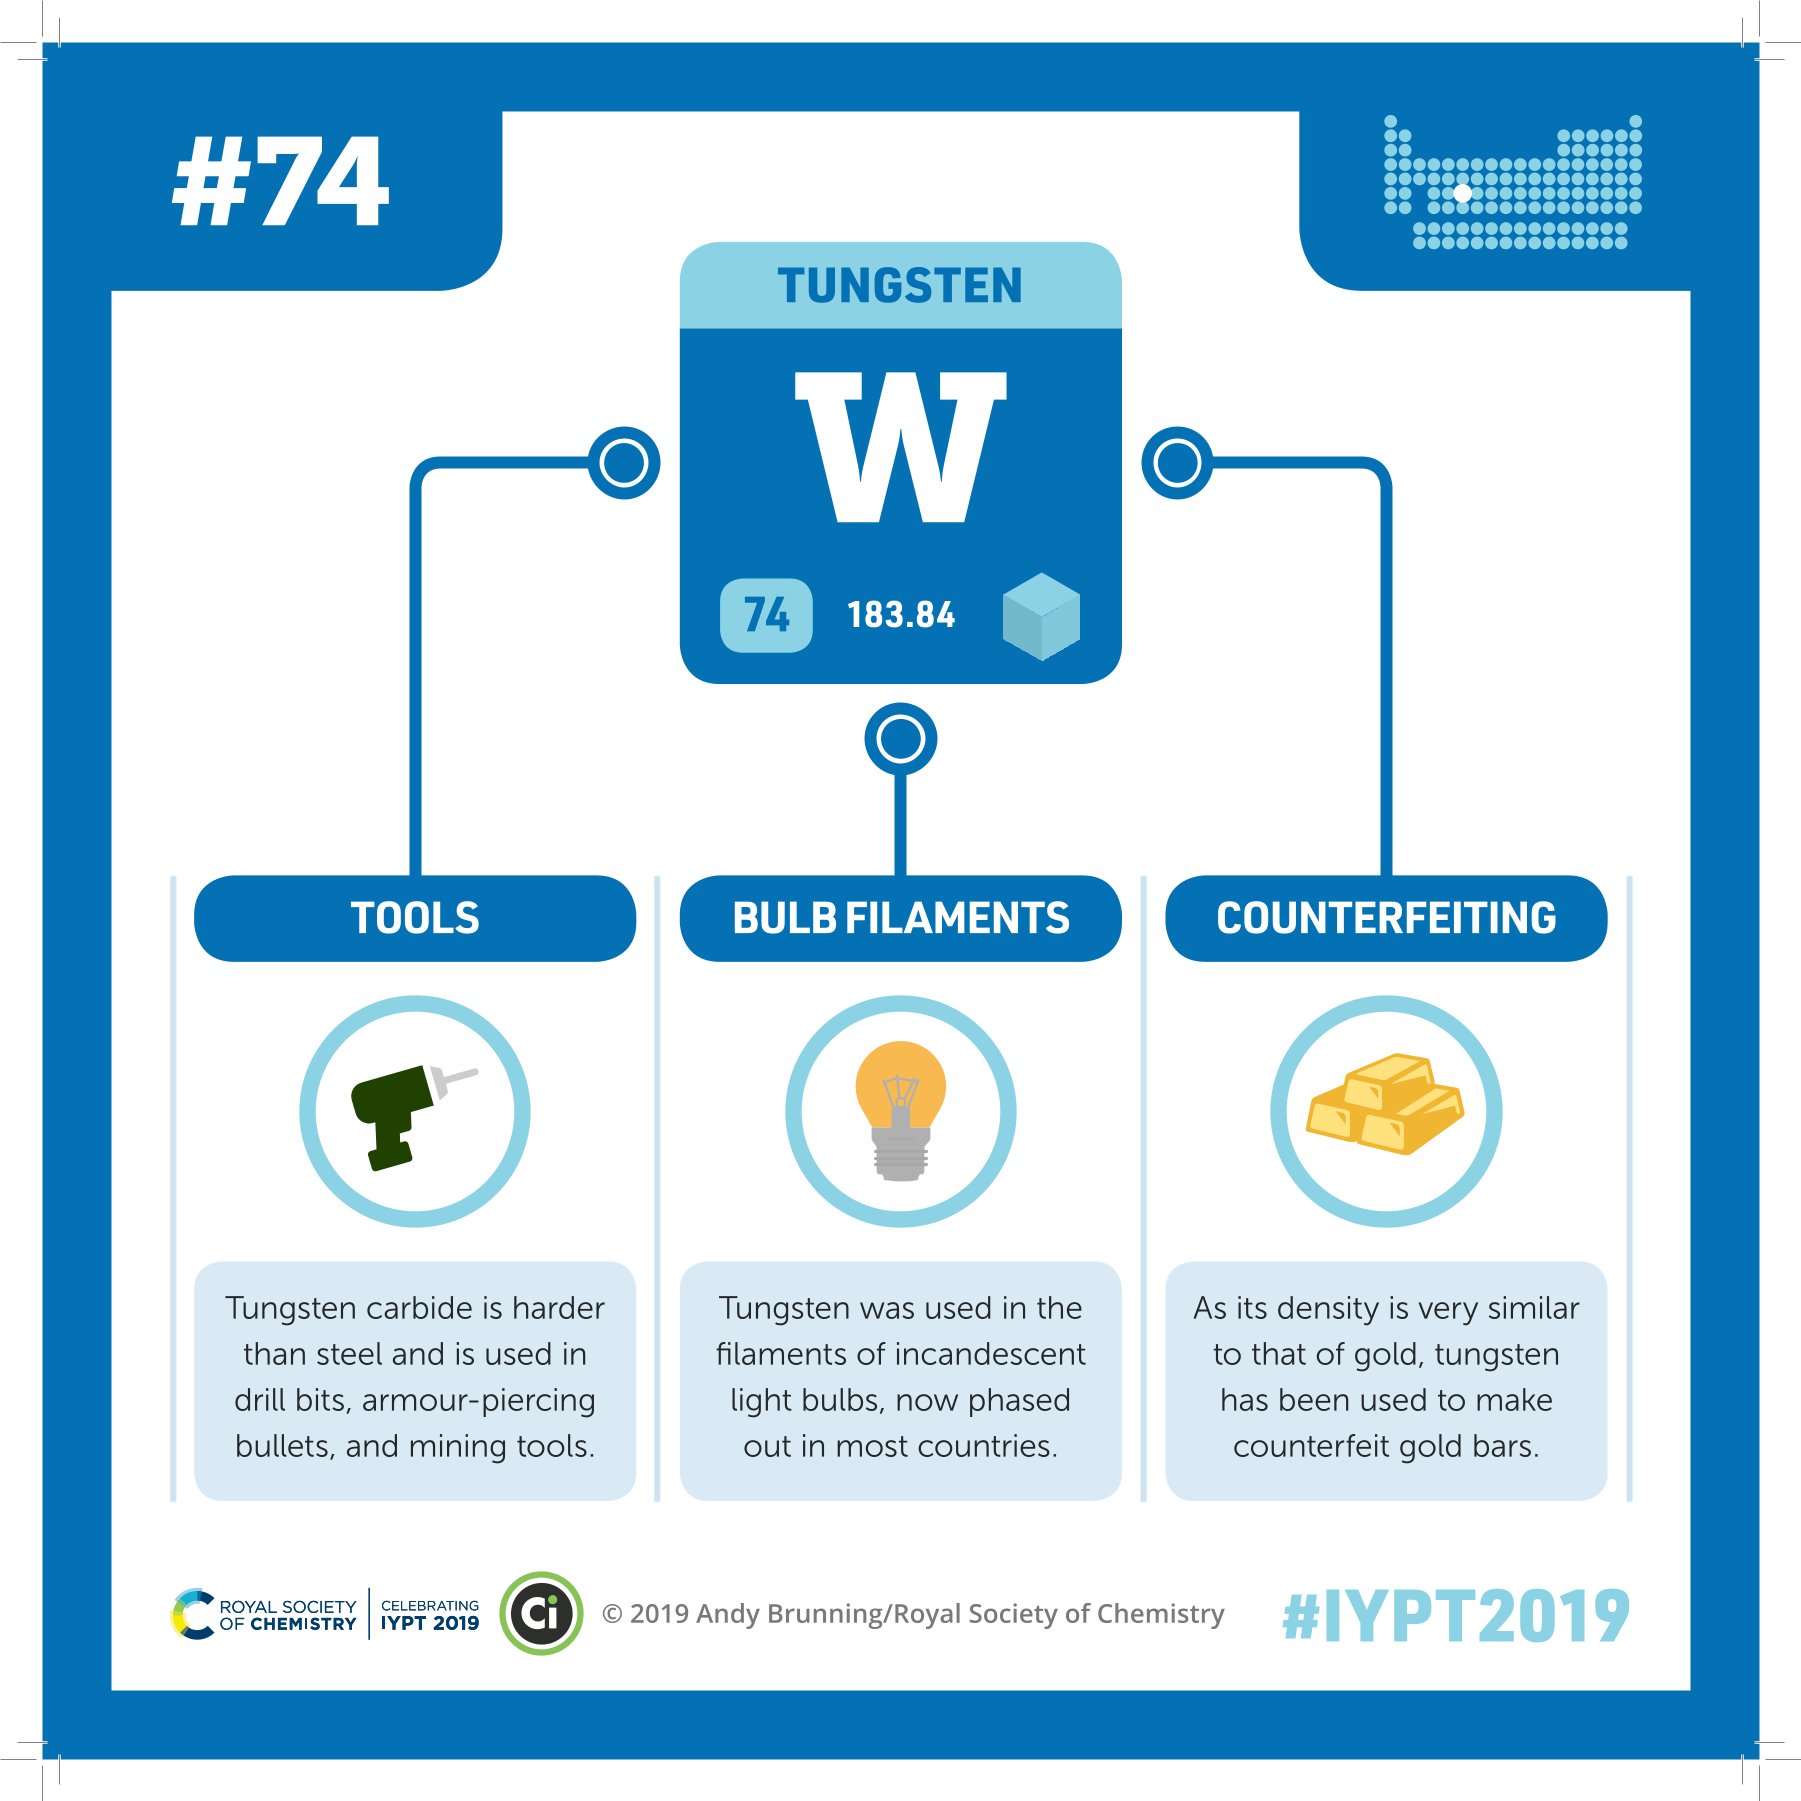 #74
TUNGSTEN
W
74
183.84
TOOLS
Tungsten carbide is harder
than steel and is used in
drill bits, armour-piercing
bullets, and mining tools.
BULB FILAMENTS
Tungsten was used in the
filaments of incandescent
light bulbs, now phased
out in most countries.
COUNTERFEITING
As its density is very similar
to that of gold, tungsten
has been used to make
counterfeit gold bars.
ROYAL SOCIETY
OF CHEMISTRY
CELEBRATING
IYPT 2019
Ci
© 2019 Andy Brunning/Royal Society of Chemistry
#IYPT2019